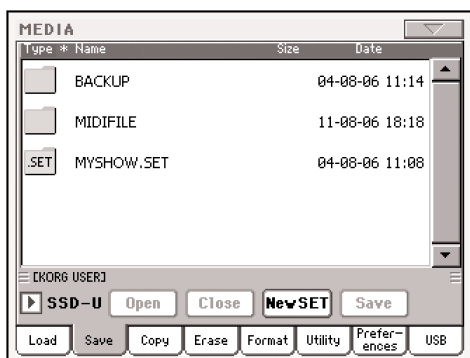 MEDIA
Type * Name Size Date
BACKUP 04-08-06 11:14
MIDIFILE 11-08-06 18:18
.SET MYSHOW.SET 04-08-06 11:08
[KORG USER]
SSD-U Open Close New SET Save
Load Save Copy Erase Format Utility Prefer-
ences USB